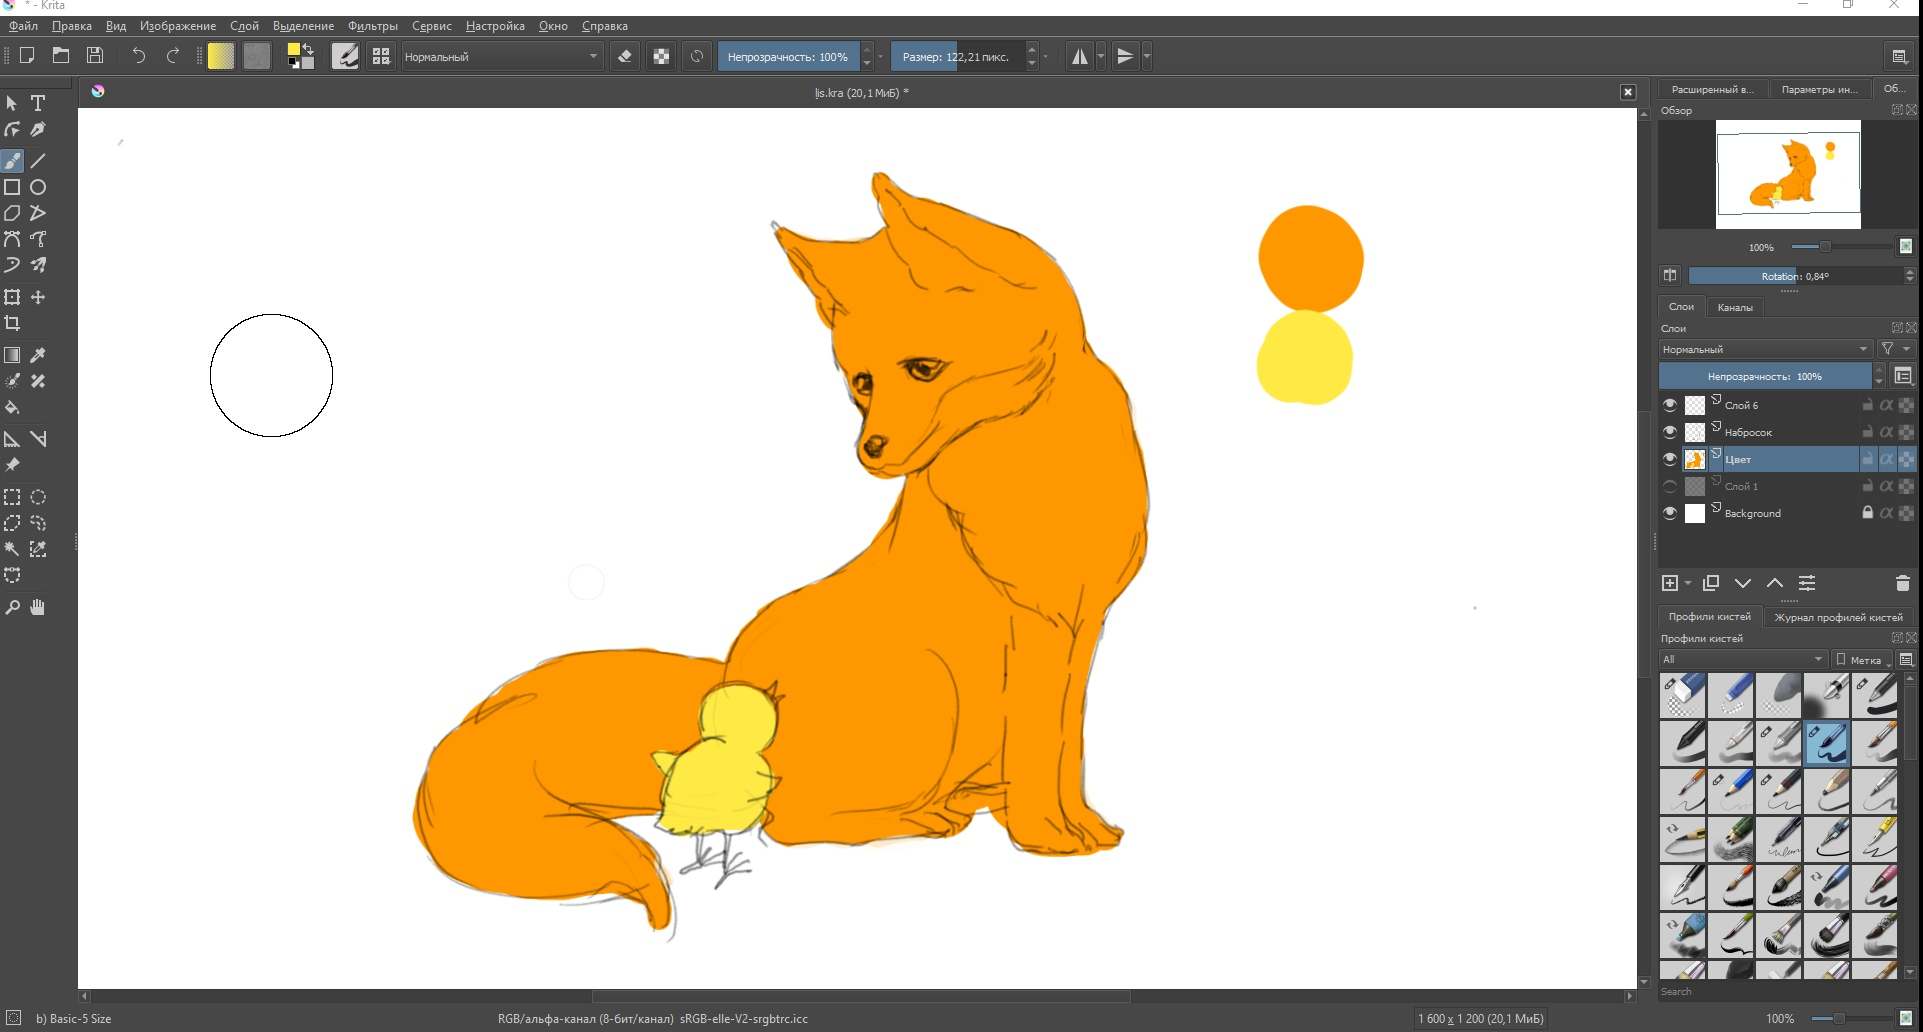 * - Krita
Файл Правка Вид Изображение Слой Выделение Фильтры Сервис Настройка Окно Справка
Нормальный Непрозрачность: 100% Размер: 122,21 пикс.
lis.kra (20,1 МиБ) *
Расширенный в... Параметры ин... Об...
Обзор
100%
Rotation: 0,84°
Слои Каналы
Слои
Нормальный
Непрозрачность: 100%
Слой 6
Набросок
Цвет
Слой 1
Background
Профили кистей Журнал профилей кистей
Профили кистей
All Метка
Search
b) Basic-5 Size RGB/альфа-канал (8-бит/канал) sRGB-elle-V2-srgbtrc.icc 1 600 x 1 200 (20,1 МиБ) 100%